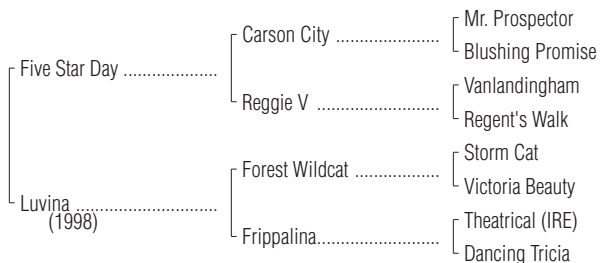 Mr. Prospector
Carson City ....................
Blushing Promise
Five Star Day ..................
Vanlandingham
Reggie V ........................
Regent's Walk
Storm Cat
Forest Wildcat .................
Victoria Beauty
Luvina ...........................
(1998)
Theatrical (IRE)
Frippalina........................
Dancing Tricia